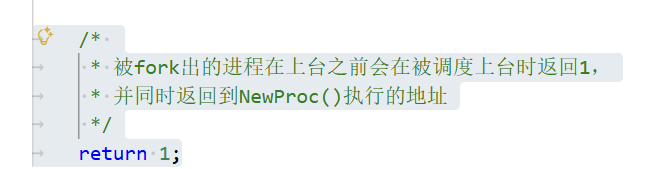 /*
 * 被fork出的进程在上台之前会在被调度上台时返回1,
 * 并同时返回到NewProc()执行的地址
 */
return 1;